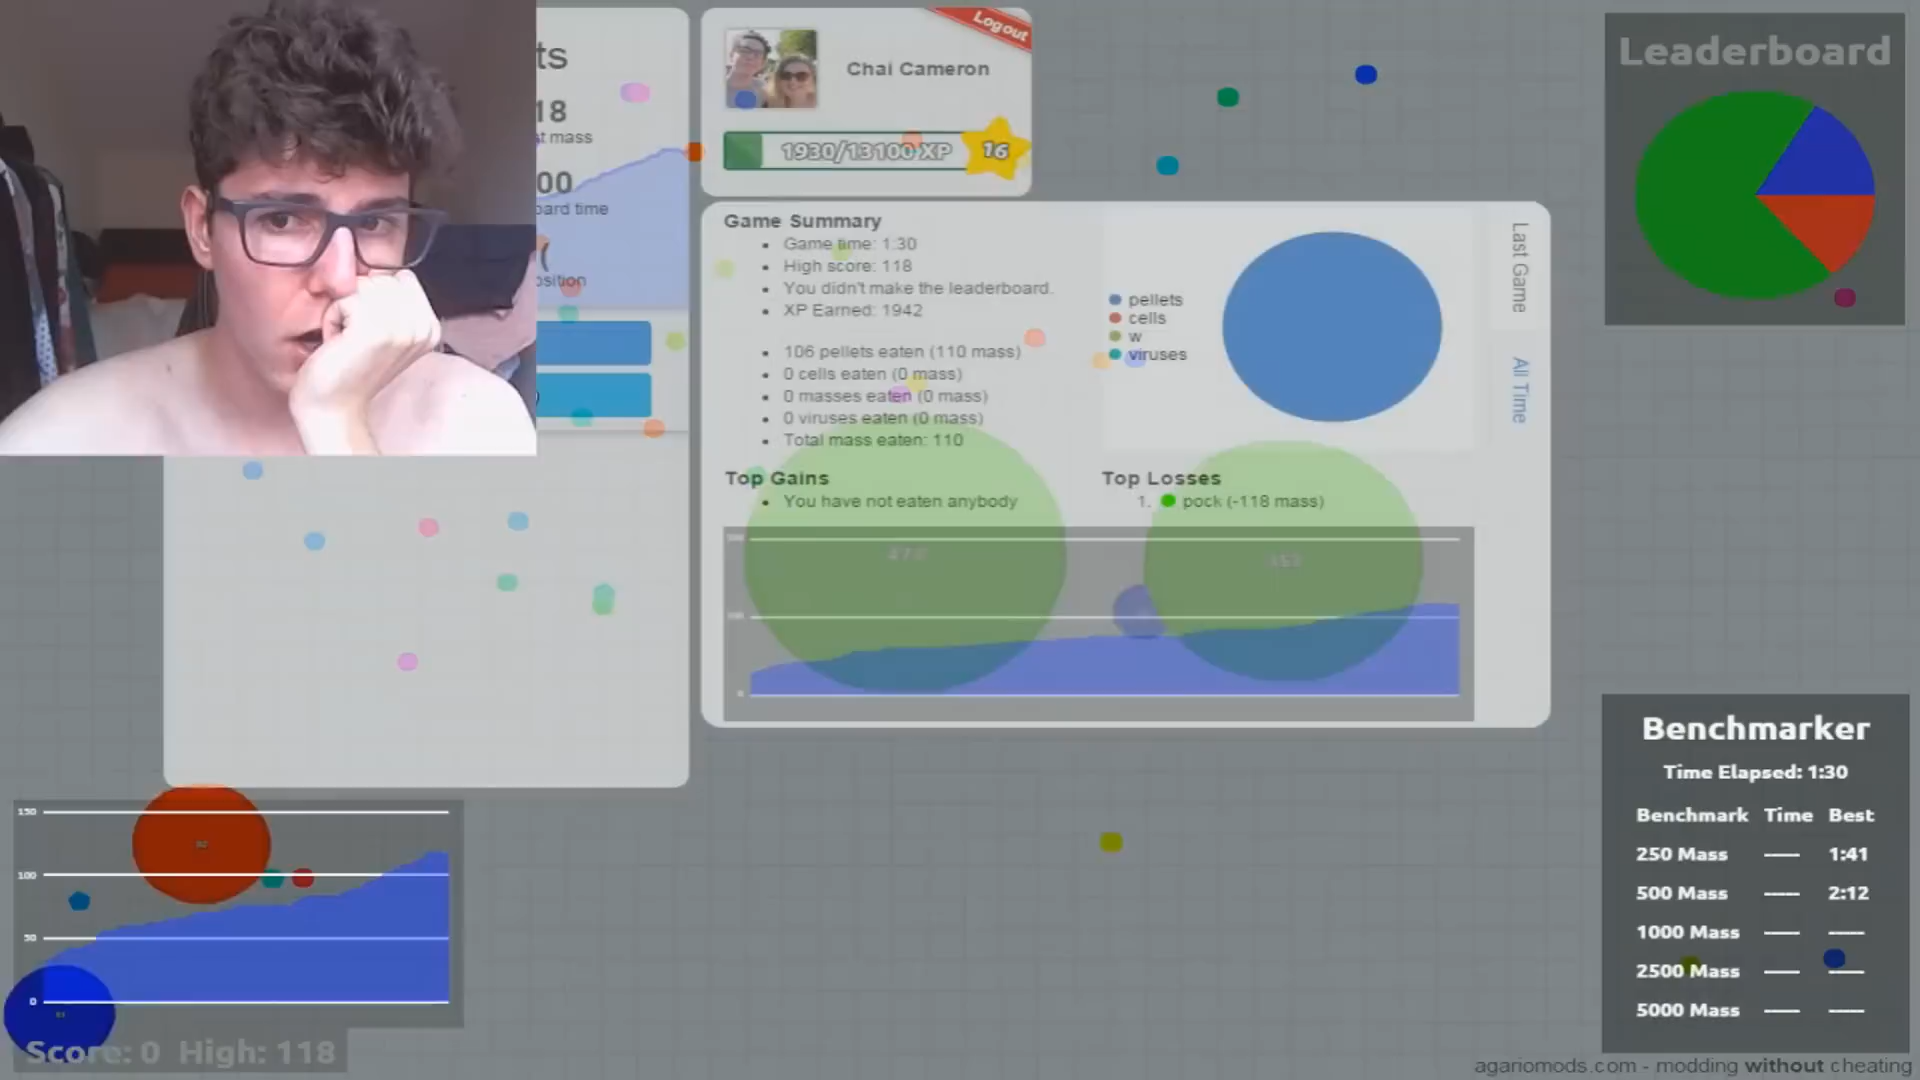 ts
18
t mass
00
oard time
(
osition
Logout
Chai Cameron
1930/13100 XP
16
Game Summary
Game time: 1:30
High score: 118
You didn't make the leaderboard.
XP Earned: 1942
106 pellets eaten (110 mass)
0 cells eaten (0 mass)
0 masses eaten (0 mass)
0 viruses eaten (0 mass)
Total mass eaten: 110
pellets
cells
w
viruses
Last Game
All Time
Top Gains
You have not eaten anybody
Top Losses
1. pock (-118 mass)
100
0
Leaderboard
Benchmarker
Time Elapsed: 1:30
Benchmark Time Best
250 Mass ---- 1:41
500 Mass ---- 2:12
1000 Mass ---- ----
2500 Mass ---- ----
5000 Mass ---- ----
150
100
50
0
Score: 0 High: 118
agariomods.com - modding without cheating